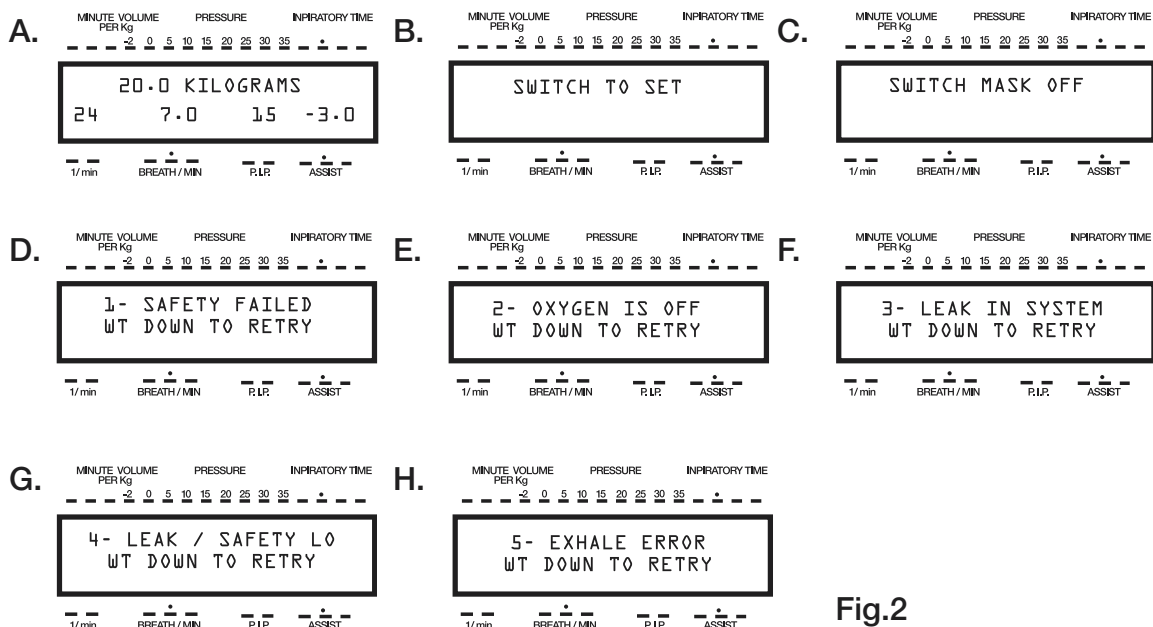 A.
MINUTE VOLUME PER Kg PRESSURE INPIRATORY TIME
-2 0 5 10 15 20 25 30 35
20.0 KILOGRAMS
24 7.0 15 -3.0
1/min BREATH / MIN P.I.P. ASSIST
B.
MINUTE VOLUME PER Kg PRESSURE INPIRATORY TIME
-2 0 5 10 15 20 25 30 35
SWITCH TO SET
1/min BREATH / MIN P.I.P. ASSIST
C.
MINUTE VOLUME PER Kg PRESSURE INPIRATORY TIME
-2 0 5 10 15 20 25 30 35
SWITCH MASK OFF
1/min BREATH / MIN P.I.P. ASSIST
D.
MINUTE VOLUME PER Kg PRESSURE INPIRATORY TIME
-2 0 5 10 15 20 25 30 35
1- SAFETY FAILED
WT DOWN TO RETRY
1/min BREATH / MIN P.I.P. ASSIST
E.
MINUTE VOLUME PER Kg PRESSURE INPIRATORY TIME
-2 0 5 10 15 20 25 30 35
2- OXYGEN IS OFF
WT DOWN TO RETRY
1/min BREATH / MIN P.I.P. ASSIST
F.
MINUTE VOLUME PER Kg PRESSURE INPIRATORY TIME
-2 0 5 10 15 20 25 30 35
3- LEAK IN SYSTEM
WT DOWN TO RETRY
1/min BREATH / MIN P.I.P. ASSIST
G.
MINUTE VOLUME PER Kg PRESSURE INPIRATORY TIME
-2 0 5 10 15 20 25 30 35
4- LEAK / SAFETY LO
WT DOWN TO RETRY
1/min BREATH / MIN P.I.P. ASSIST
H.
MINUTE VOLUME PER Kg PRESSURE INPIRATORY TIME
-2 0 5 10 15 20 25 30 35
5- EXHALE ERROR
WT DOWN TO RETRY
1/min BREATH / MIN P.I.P. ASSIST
Fig.2